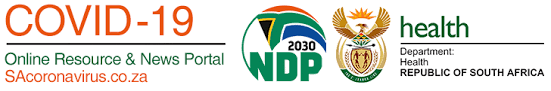 COVID-19
Online Resource & News Portal
SAcoronavirus.co.za
2030
NDP
health
Department:
Health
REPUBLIC OF SOUTH AFRICA